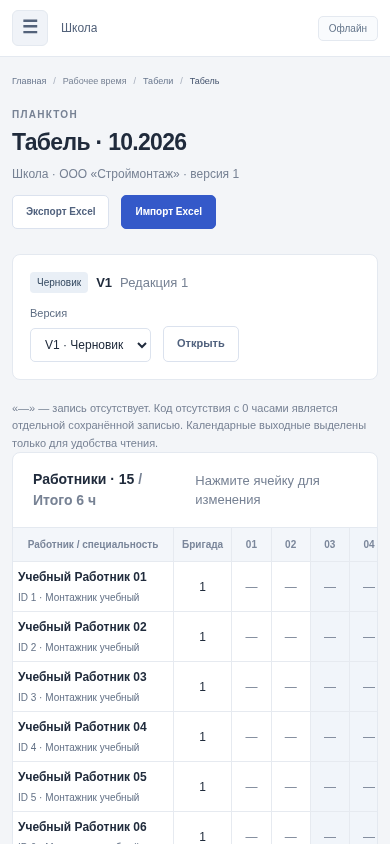 ☰ Школа Офлайн
Главная / Рабочее время / Табели / Табель
ПЛАНКТОН
Табель · 10.2026
Школа · ООО «Строймонтаж» · версия 1
Экспорт Excel Импорт Excel
Черновик V1 Редакция 1
Версия
V1 · Черновик Открыть
«—» — запись отсутствует. Код отсутствия с 0 часами является
отдельной сохранённой записью. Календарные выходные выделены
только для удобства чтения.
Работники · 15 /
Итого 6 ч
Нажмите ячейку для
изменения
Работник / специальность Бригада 01 02 03 04
Учебный Работник 01
ID 1 · Монтажник учебный
1 — — — —
Учебный Работник 02
ID 2 · Монтажник учебный
1 — — — —
Учебный Работник 03
ID 3 · Монтажник учебный
1 — — — —
Учебный Работник 04
ID 4 · Монтажник учебный
1 — — — —
Учебный Работник 05
ID 5 · Монтажник учебный
1 — — — —
Учебный Работник 06
1 — — — —